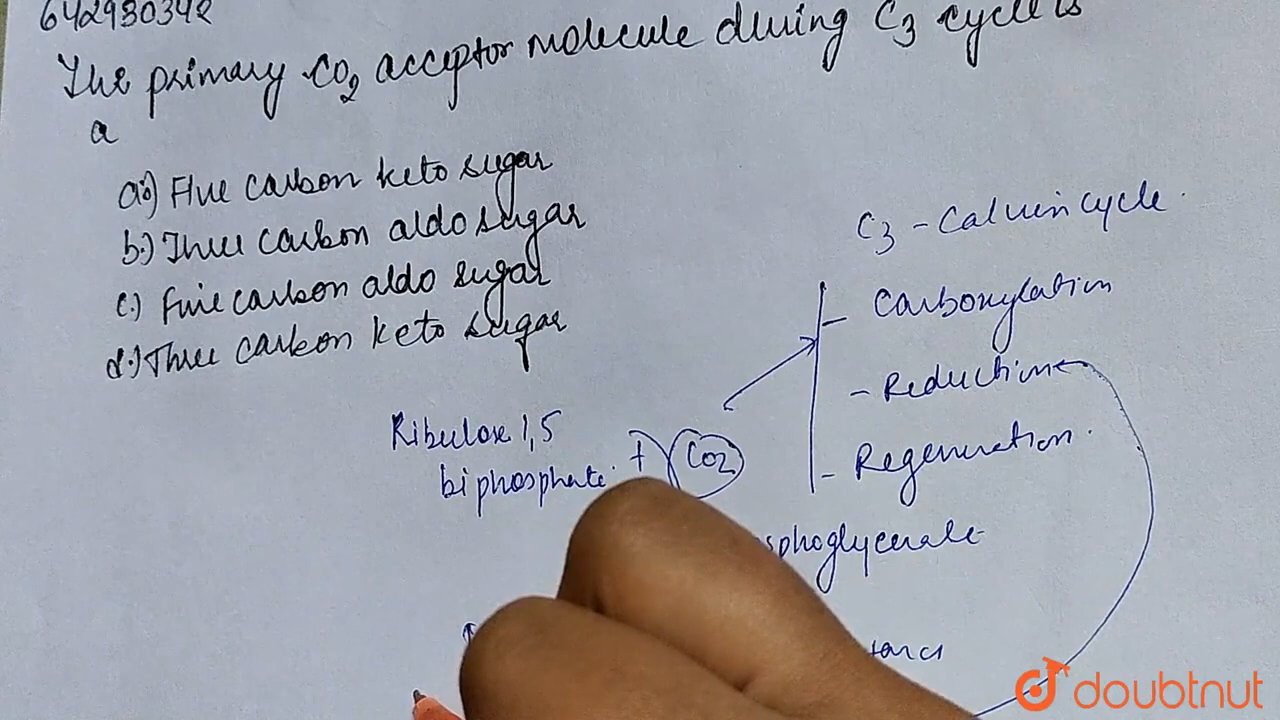 642930342
The primary CO2 acceptor molecule during C3 cycle is
a
a) Five carbon keto sugar
b.) Three carbon aldo sugar
c.) Five carbon aldo sugar
d.) Three carbon keto sugar
C3 - Calvin cycle.
- Carboxylation
- Reduction
- Regeneration.
Ribulose 1,5
biphosphate + CO2
sphoglycerate
doubtnut